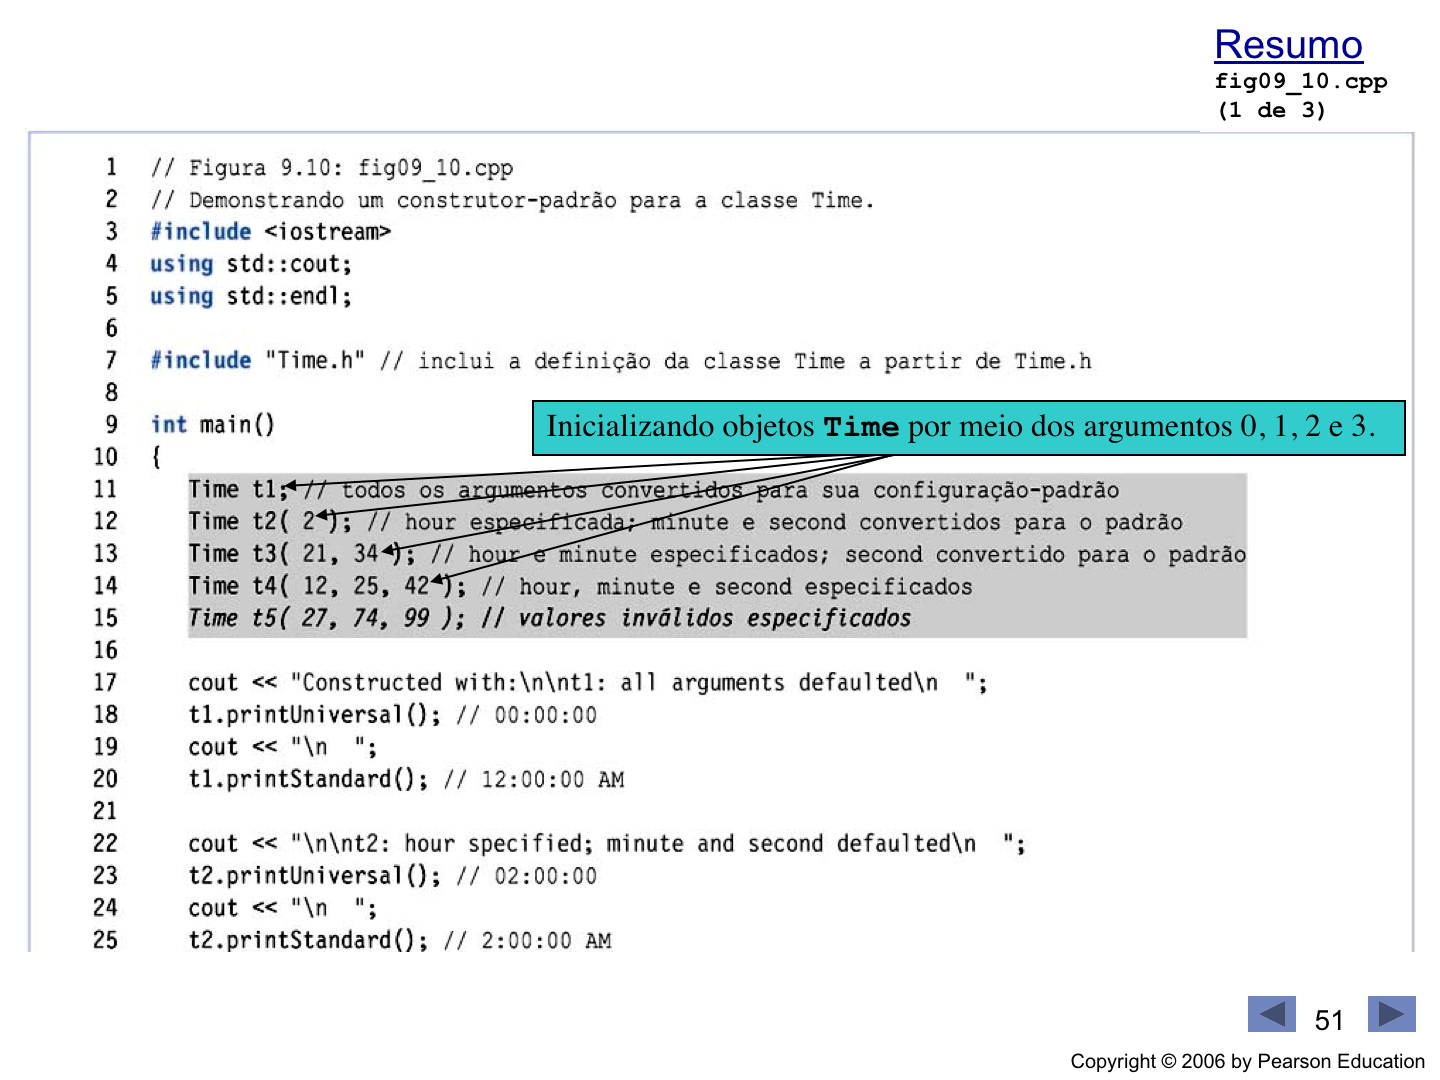 Resumo
fig09_10.cpp
(1 de 3)
1 // Figura 9.10: fig09_10.cpp
2 // Demonstrando um construtor-padrão para a classe Time.
3 #include <iostream>
4 using std::cout;
5 using std::endl;
6
7 #include "Time.h" // inclui a definição da classe Time a partir de Time.h
8
9 int main()
Inicializando objetos Time por meio dos argumentos 0, 1, 2 e 3.
10 {
11 Time t1; // todos os argumentos convertidos para sua configuração-padrão
12 Time t2( 2 ); // hour especificada; minute e second convertidos para o padrão
13 Time t3( 21, 34 ); // hour e minute especificados; second convertido para o padrão
14 Time t4( 12, 25, 42 ); // hour, minute e second especificados
15 Time t5( 27, 74, 99 ); // valores inválidos especificados
16
17 cout << "Constructed with:\n\nt1: all arguments defaulted\n  ";
18 t1.printUniversal(); // 00:00:00
19 cout << "\n  ";
20 t1.printStandard(); // 12:00:00 AM
21
22 cout << "\n\nt2: hour specified; minute and second defaulted\n  ";
23 t2.printUniversal(); // 02:00:00
24 cout << "\n  ";
25 t2.printStandard(); // 2:00:00 AM
51
Copyright © 2006 by Pearson Education